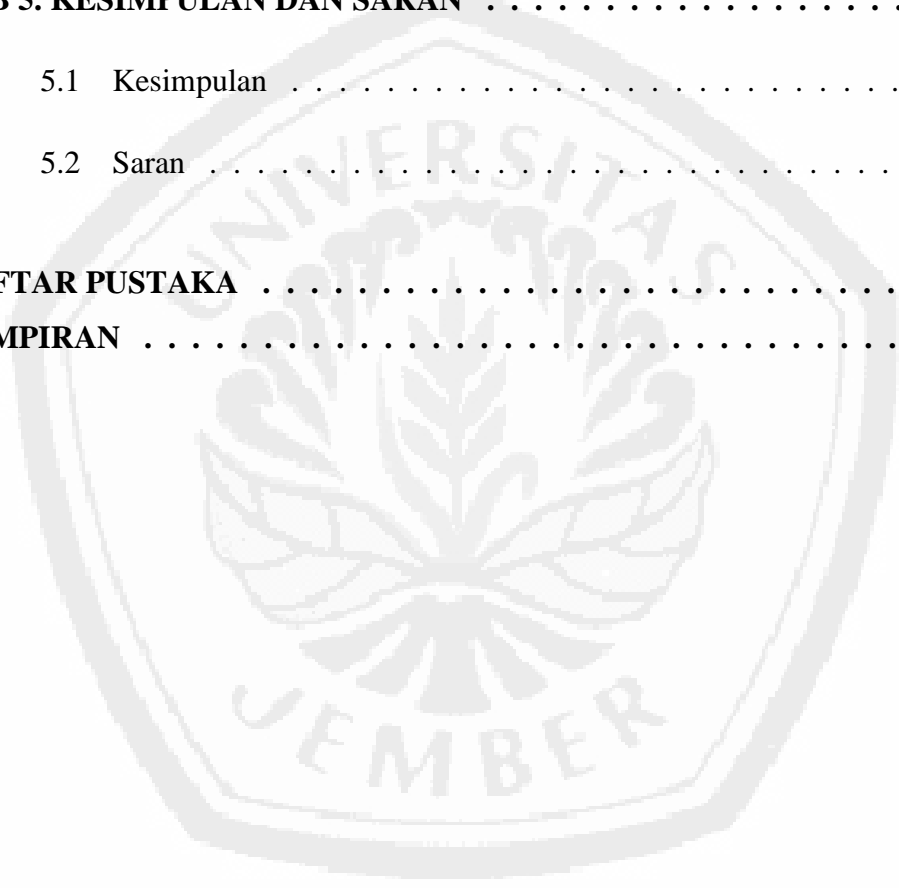 B 5. KESIMPULAN DAN SARAN . . . . . . . . . . . . . . . . . .
5.1 Kesimpulan . . . . . . . . . . . . . . . . . . . . . . . . . .
5.2 Saran . . . . . . . . . . . . . . . . . . . . . . . . . . . . .
FTAR PUSTAKA . . . . . . . . . . . . . . . . . . . . . . . . . . .
MPIRAN . . . . . . . . . . . . . . . . . . . . . . . . . . . . . . . .
UNIVERSITAS
JEMBER